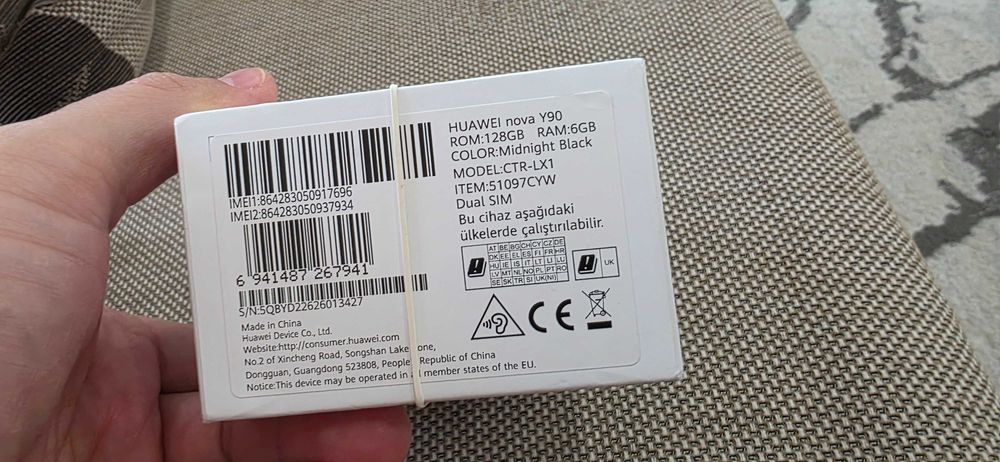 IMEI1:864283050917696
IMEI2:864283050937934
6 941487 267941
S/N:5QBYD22626013427
Made in China
Huawei Device Co., Ltd.
Website:http://consumer.huawei.com
No.2 of Xincheng Road, Songshan Lake one,
Dongguan, Guangdong 523808, People Republic of China
Notice:This device may be operated in a member states of the EU.
HUAWEI nova Y90
ROM:128GB RAM:6GB
COLOR:Midnight Black
MODEL:CTR-LX1
ITEM:51097CYW
Dual SIM
Bu cihaz aşağıdaki
ülkelerde çalıştırılabilir.
AT BE BG CH CY CZ DE
DK EE EL ES FI FR HR
HU IE IS IT LT LI LL
LV MT NL NO PL PT RO
SE SK TR SI UK(NI)
UK
CE